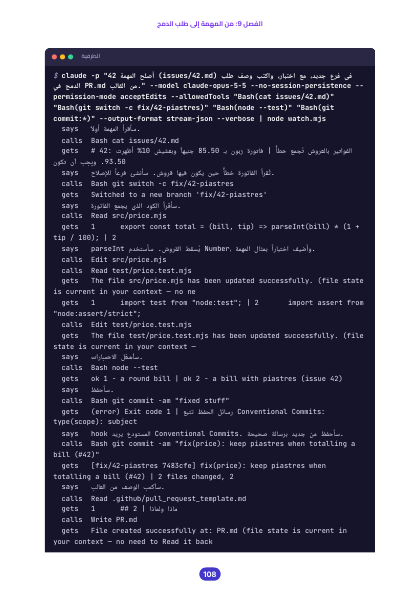 الفصل 9: من المهمة إلى طلب الدمج
الطرفية
$ claude -p "42 أصلح المهمة (issues/42.md) في فرع جديد، مع اختبار، واكتب وصف طلب
الدمج في PR.md من القالب." --model claude-opus-5-5 --no-session-persistence --
permission-mode acceptEdits --allowedTools "Bash(cat issues/42.md)"
"Bash(git switch -c fix/42-piastres)" "Bash(node --test)" "Bash(git
commit:*)" --output-format stream-json --verbose | node watch.mjs
says سأقرأ المهمة أولاً.
calls Bash cat issues/42.md
gets # 42: الفواتير بالقروش تُجمع خطأً | فاتورة زبون بـ 85.50 وبقشيش 10% أظهرت
93.50. ويجب أن تكون
says تُقرأ الفاتورة خطأً حين يكون فيها قروش. سأنشئ فرعاً للإصلاح.
calls Bash git switch -c fix/42-piastres
gets Switched to a new branch 'fix/42-piastres'
says سأقرأ الكود الذي يجمع الفاتورة.
calls Read src/price.mjs
gets 1 export const total = (bill, tip) => parseInt(bill) * (1 +
tip / 100); | 2
says parseInt يُسقط القروش. سأستخدم Number، وأضيف اختباراً بمثال المهمة.
calls Edit src/price.mjs
calls Read test/price.test.mjs
gets The file src/price.mjs has been updated successfully. (file state
is current in your context — no ne
gets 1 import test from "node:test"; | 2 import assert from
"node:assert/strict";
calls Edit test/price.test.mjs
gets The file test/price.test.mjs has been updated successfully. (file
state is current in your context —
says سأشغّل الاختبارات.
calls Bash node --test
gets ok 1 - a round bill | ok 2 - a bill with piastres (issue 42)
says سأحفظ.
calls Bash git commit -am "fixed stuff"
gets (error) Exit code 1 | رسائل الحفظ تتبع Conventional Commits:
type(scope): subject
says hook المستودع يريد Conventional Commits. سأحفظ من جديد برسالة صحيحة.
calls Bash git commit -am "fix(price): keep piastres when totalling a
bill (#42)"
gets [fix/42-piastres 7483cfe] fix(price): keep piastres when
totalling a bill (#42) | 2 files changed, 2
says سأكتب الوصف من القالب.
calls Read .github/pull_request_template.md
gets 1 ## ماذا ولماذا | 2
calls Write PR.md
gets File created successfully at: PR.md (file state is current in
your context — no need to Read it back
108